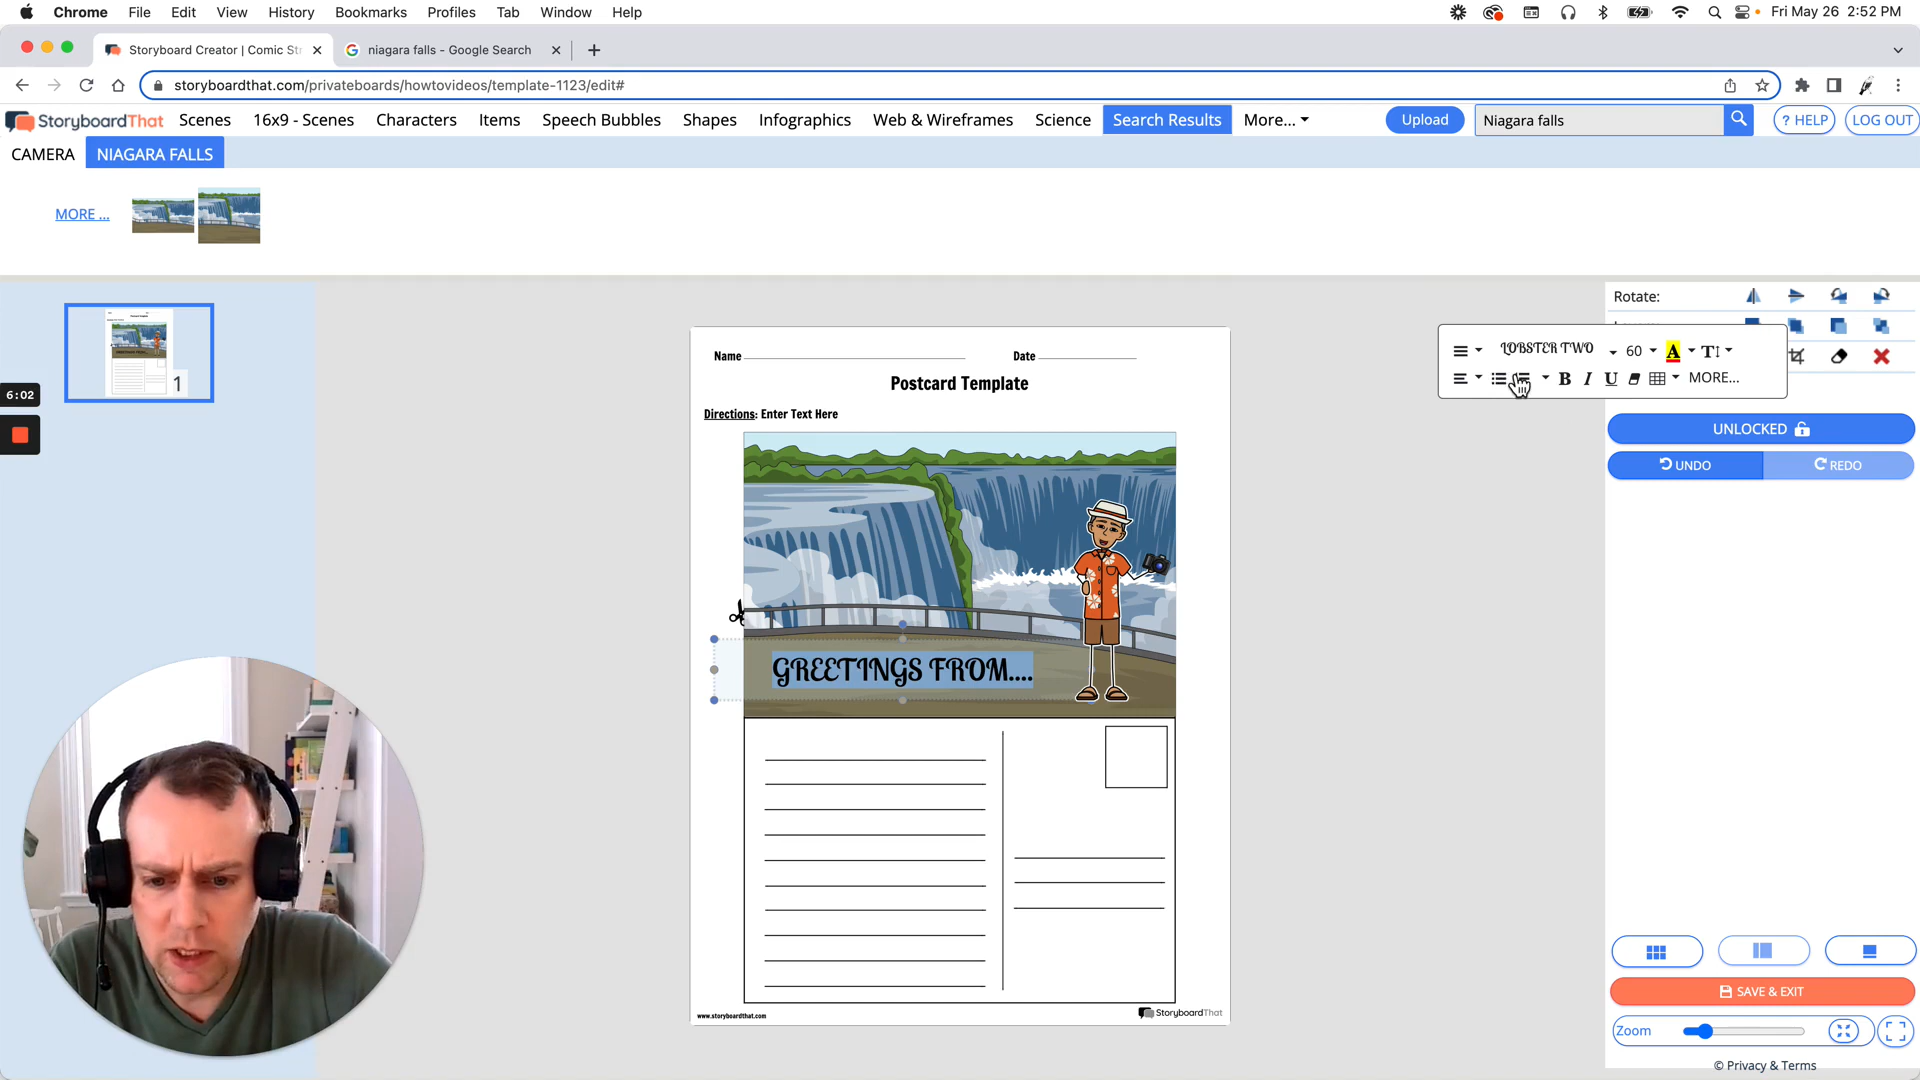 Chrome File Edit View History Bookmarks Profiles Tab Window Help Fri May 26 2:52 PM
Storyboard Creator | Comic Str niagara falls - Google Search
storyboardthat.com/privateboards/howtovideos/template-1123/edit#
StoryboardThat Scenes 16x9 - Scenes Characters Items Speech Bubbles Shapes Infographics Web & Wireframes Science Search Results More... Upload Niagara falls ? HELP LOG OUT
CAMERA NIAGARA FALLS
MORE ...
Rotate:
LOBSTER TWO 60 A T
B I U MORE...
1
6:02
UNLOCKED
UNDO REDO
Name Date
Postcard Template
Directions: Enter Text Here
GREETINGS FROM....
www.storyboardthat.com StoryboardThat
SAVE & EXIT
Zoom
© Privacy & Terms